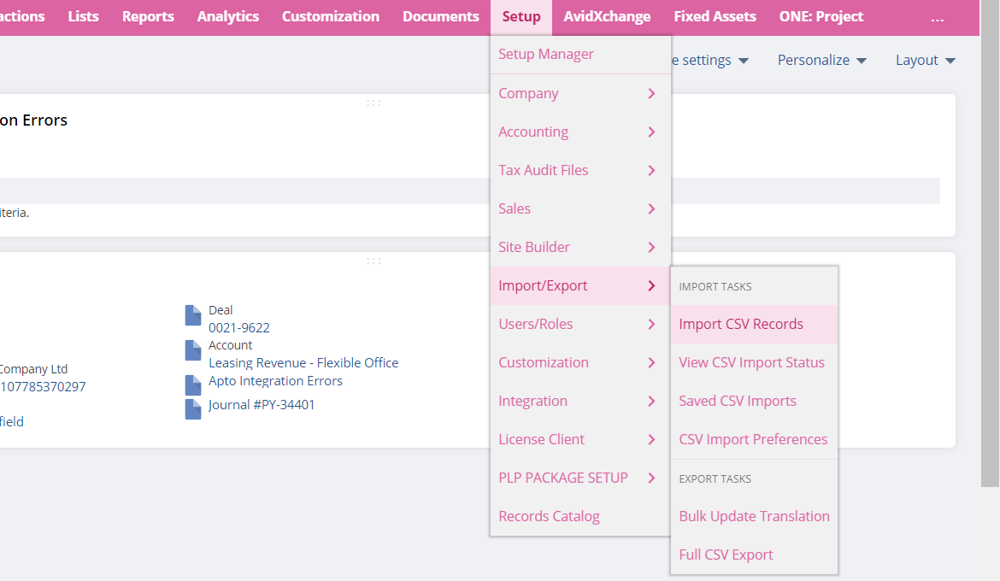 actions Lists Reports Analytics Customization Documents Setup AvidXchange Fixed Assets ONE: Project ...
e settings Personalize Layout
on Errors
iteria.
Deal
0021-9622
Account
Company Ltd
Leasing Revenue - Flexible Office
107785370297
Apto Integration Errors
Journal #PY-34401
field
Setup Manager
Company
Accounting
Tax Audit Files
Sales
Site Builder
Import/Export
Users/Roles
Customization
Integration
License Client
PLP PACKAGE SETUP
Records Catalog
IMPORT TASKS
Import CSV Records
View CSV Import Status
Saved CSV Imports
CSV Import Preferences
EXPORT TASKS
Bulk Update Translation
Full CSV Export